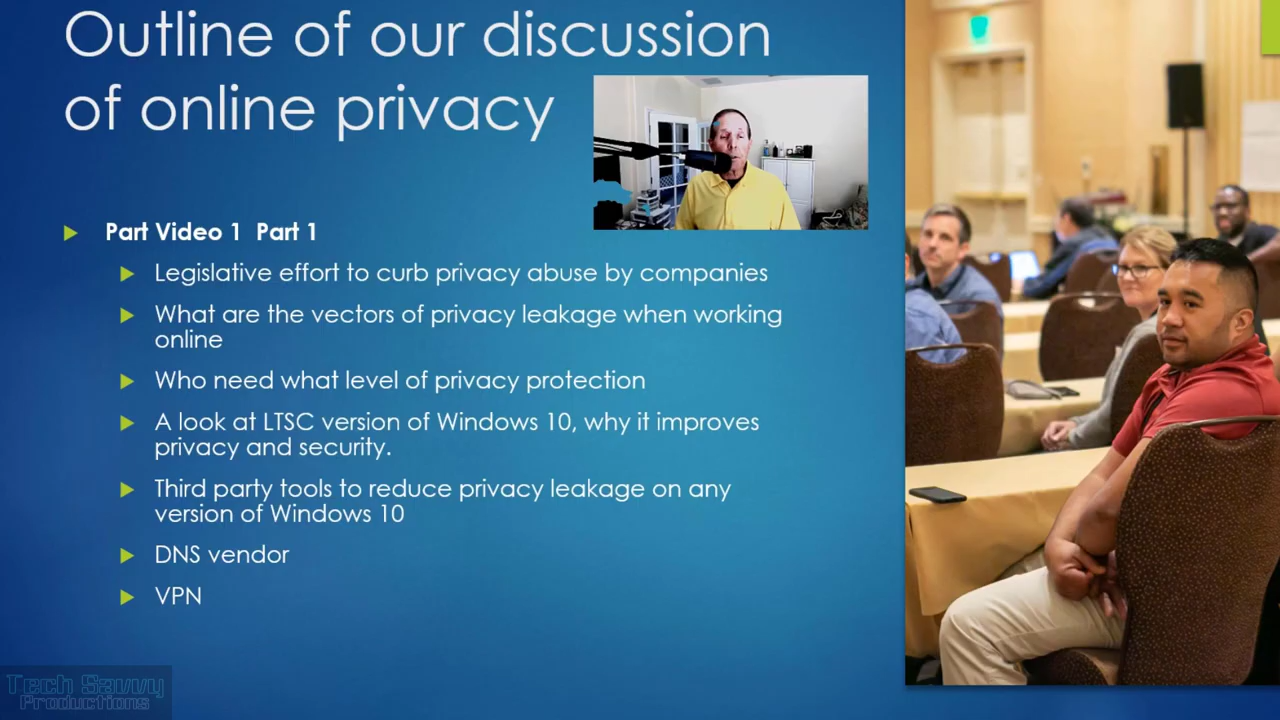 Outline of our discussion
of online privacy
Part Video 1 Part 1
Legislative effort to curb privacy abuse by companies
What are the vectors of privacy leakage when working
online
Who need what level of privacy protection
A look at LTSC version of Windows 10, why it improves
privacy and security.
Third party tools to reduce privacy leakage on any
version of Windows 10
DNS vendor
VPN
Tech Savvy
Productions